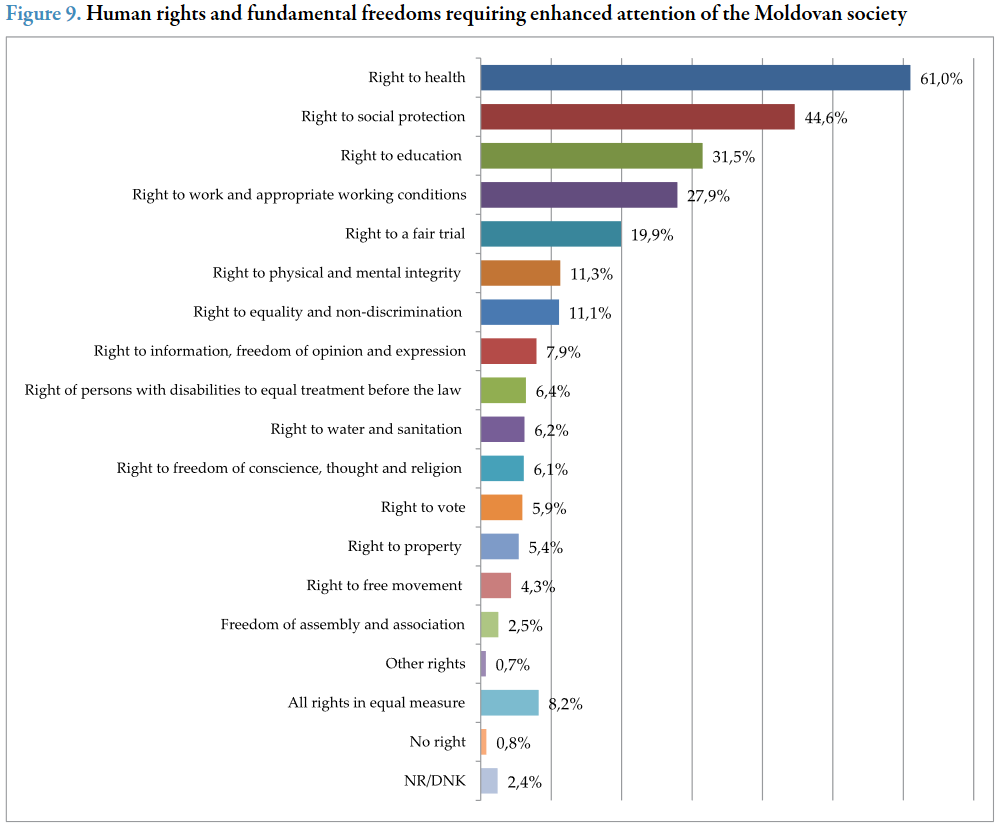 Figure 9. Human rights and fundamental freedoms requiring enhanced attention of the Moldovan society
Right to health 61,0%
Right to social protection 44,6%
Right to education 31,5%
Right to work and appropriate working conditions 27,9%
Right to a fair trial 19,9%
Right to physical and mental integrity 11,3%
Right to equality and non-discrimination 11,1%
Right to information, freedom of opinion and expression 7,9%
Right of persons with disabilities to equal treatment before the law 6,4%
Right to water and sanitation 6,2%
Right to freedom of conscience, thought and religion 6,1%
Right to vote 5,9%
Right to property 5,4%
Right to free movement 4,3%
Freedom of assembly and association 2,5%
Other rights 0,7%
All rights in equal measure 8,2%
No right 0,8%
NR/DNK 2,4%